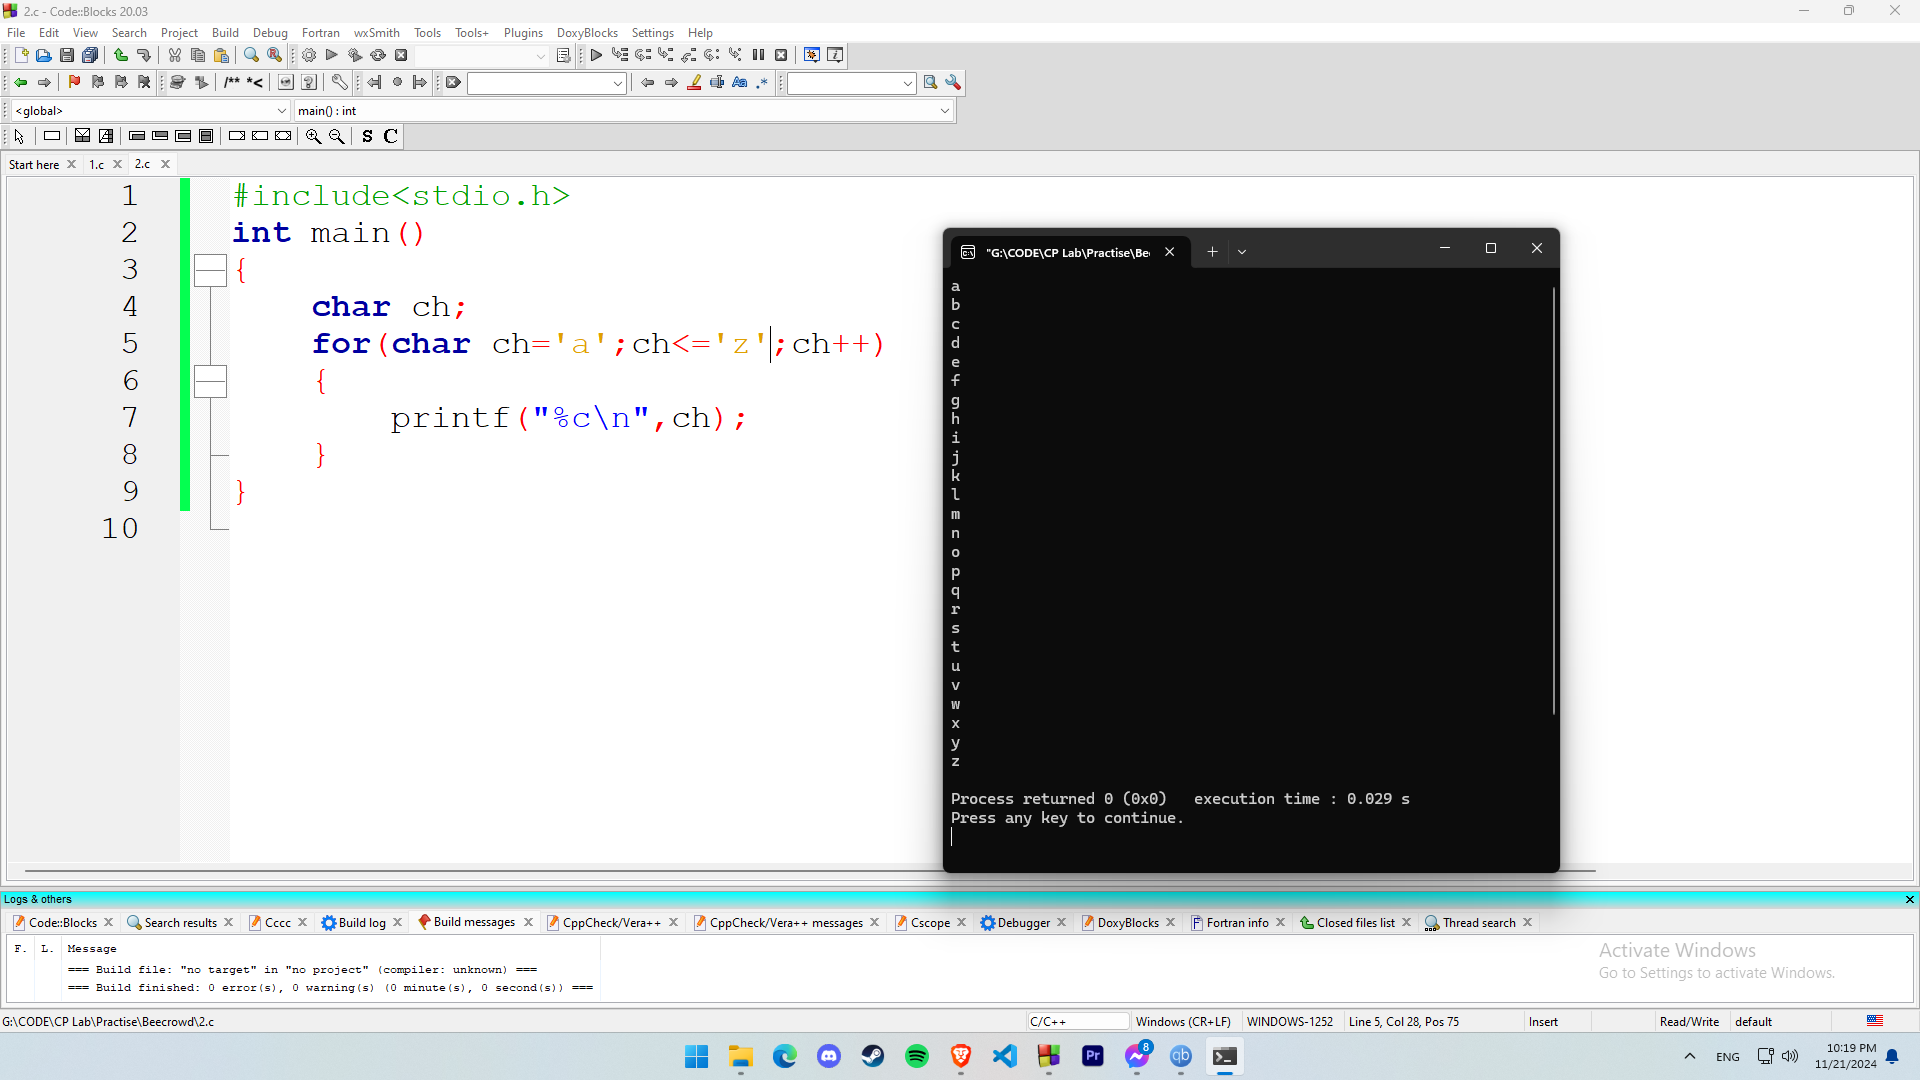 2.c - Code::Blocks 20.03
File Edit View Search Project Build Debug Fortran wxSmith Tools Tools+ Plugins DoxyBlocks Settings Help
/** *<
<global> main() : int
S C
Start here 1.c 2.c
1 #include<stdio.h>
2 int main()
3 {
4 char ch;
5 for(char ch='a';ch<='z';ch++)
6 {
7 printf("%c\n",ch);
8 }
9 }
10
"G:\CODE\CP Lab\Practise\Be
a
b
c
d
e
f
g
h
i
j
k
l
m
n
o
p
q
r
s
t
u
v
w
x
y
z
Process returned 0 (0x0) execution time : 0.029 s
Press any key to continue.
Logs & others
Code::Blocks Search results Cccc Build log Build messages CppCheck/Vera++ CppCheck/Vera++ messages Cscope Debugger DoxyBlocks Fortran info Closed files list Thread search
F. L. Message
=== Build file: "no target" in "no project" (compiler: unknown) ===
=== Build finished: 0 error(s), 0 warning(s) (0 minute(s), 0 second(s)) ===
Activate Windows
Go to Settings to activate Windows.
G:\CODE\CP Lab\Practise\Beecrowd\2.c C/C++ Windows (CR+LF) WINDOWS-1252 Line 5, Col 28, Pos 75 Insert Read/Write default
Pr 8 qb ENG 10:19 PM
11/21/2024